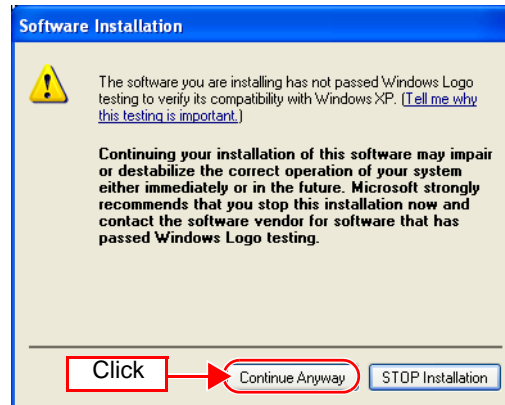 Software Installation
The software you are installing has not passed Windows Logo
testing to verify its compatibility with Windows XP. (Tell me why
this testing is important.)
Continuing your installation of this software may impair
or destabilize the correct operation of your system
either immediately or in the future. Microsoft strongly
recommends that you stop this installation now and
contact the software vendor for software that has
passed Windows Logo testing.
Click
Continue Anyway
STOP Installation